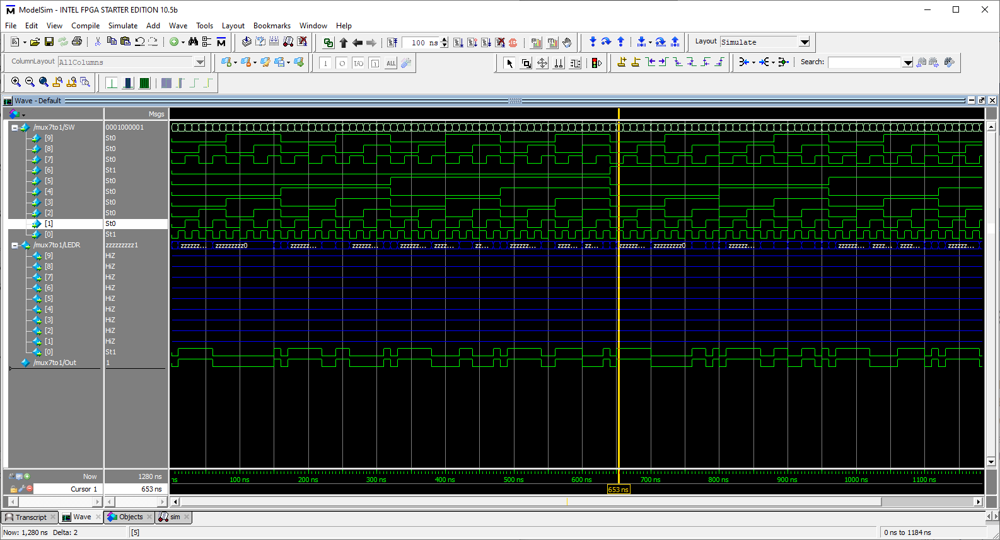 ModelSim - INTEL FPGA STARTER EDITION 10.5b
File Edit View Compile Simulate Add Wave Tools Layout Bookmarks Window Help
100 ns
Layout Simulate
ColumnLayout AllColumns
Search:
Wave - Default
Msgs
/mux7to1/SW 0001000001
[9] St0
[8] St0
[7] St0
[6] St1
[5] St0
[4] St0
[3] St0
[2] St0
[1] St0
[0] St1
/mux7to1/LEDR zzzzzzzzz1 zzzzzz... zzzzzzzzz0 zzzzzz... zzzzzz... zzzzzz... zzzz... zz... zzzzzz... zzzz... zz... zzzzzz... zzzzzzzzz0 zzzzzz... zzzzzz... zzzz... zzzz... zzzzzz...
[9] HiZ
[8] HiZ
[7] HiZ
[6] HiZ
[5] HiZ
[4] HiZ
[3] HiZ
[2] HiZ
[1] HiZ
[0] St1
/mux7to1/Out 1
Now 1280 ns
ns 100 ns 200 ns 300 ns 400 ns 500 ns 600 ns 700 ns 800 ns 900 ns 1000 ns 1100 ns
Cursor 1 653 ns 653 ns
Transcript Wave Objects sim
Now: 1,280 ns Delta: 2 [5] 0 ns to 1184 ns